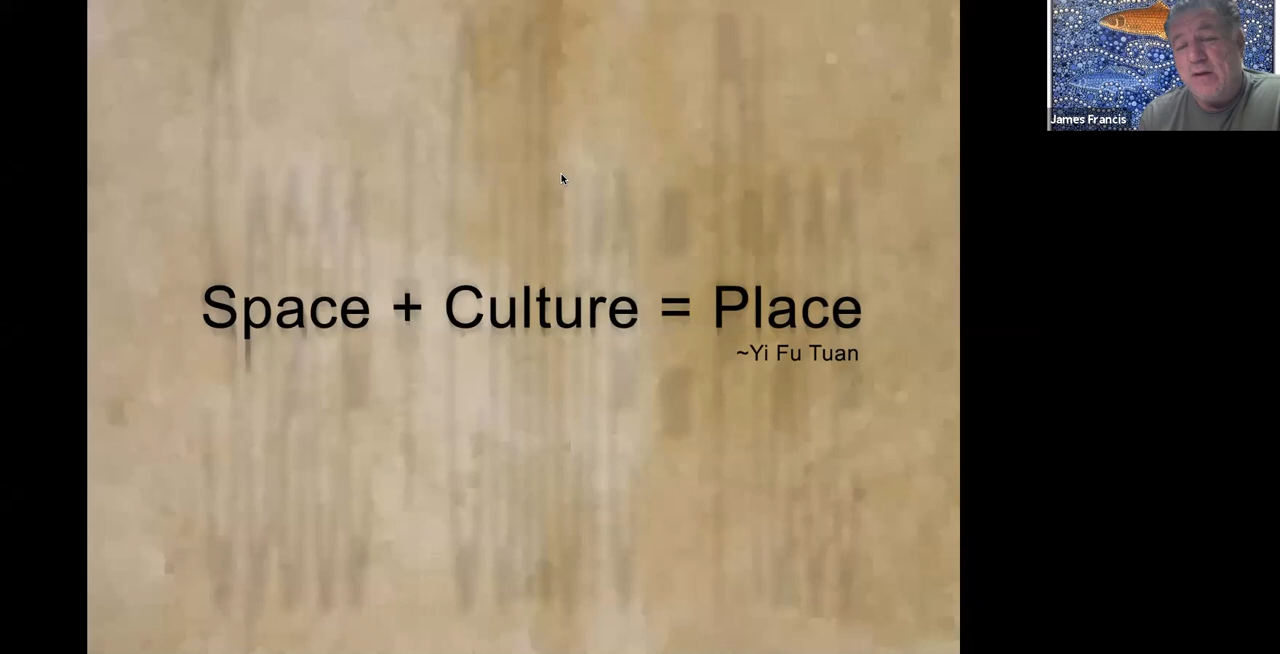 Space + Culture = Place
~Yi Fu Tuan
James Francis